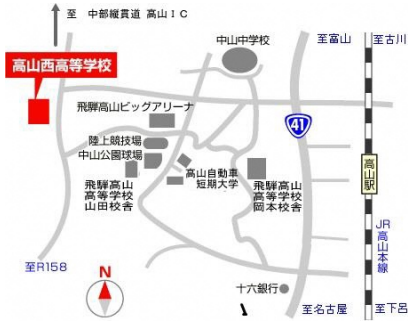 至 中部縦貫道 高山IC
中山中学校
至富山
至古川
高山西高等学校
飛騨高山ビッグアリーナ
41
陸上競技場
中山公園球場
高山自動車
短期大学
飛騨高山
高等学校
山田校舎
飛騨高山
高等学校
岡本校舎
高山駅
JR
高山本線
至R158
N
十六銀行
至名古屋
至下呂